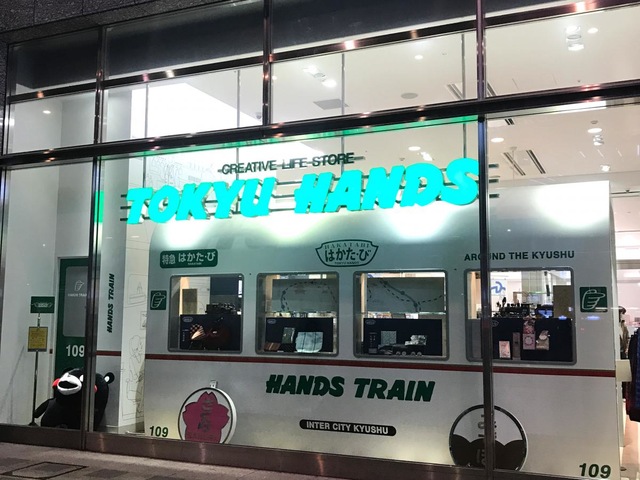 CREATIVE LIFE STORE
TOKYU HANDS
HAKATABI
はかた・び
特急 はかた・び
AROUND THE KYUSHU
HANDS TRAIN
109
HANDS TRAIN
INTER CITY KYUSHU
109
109